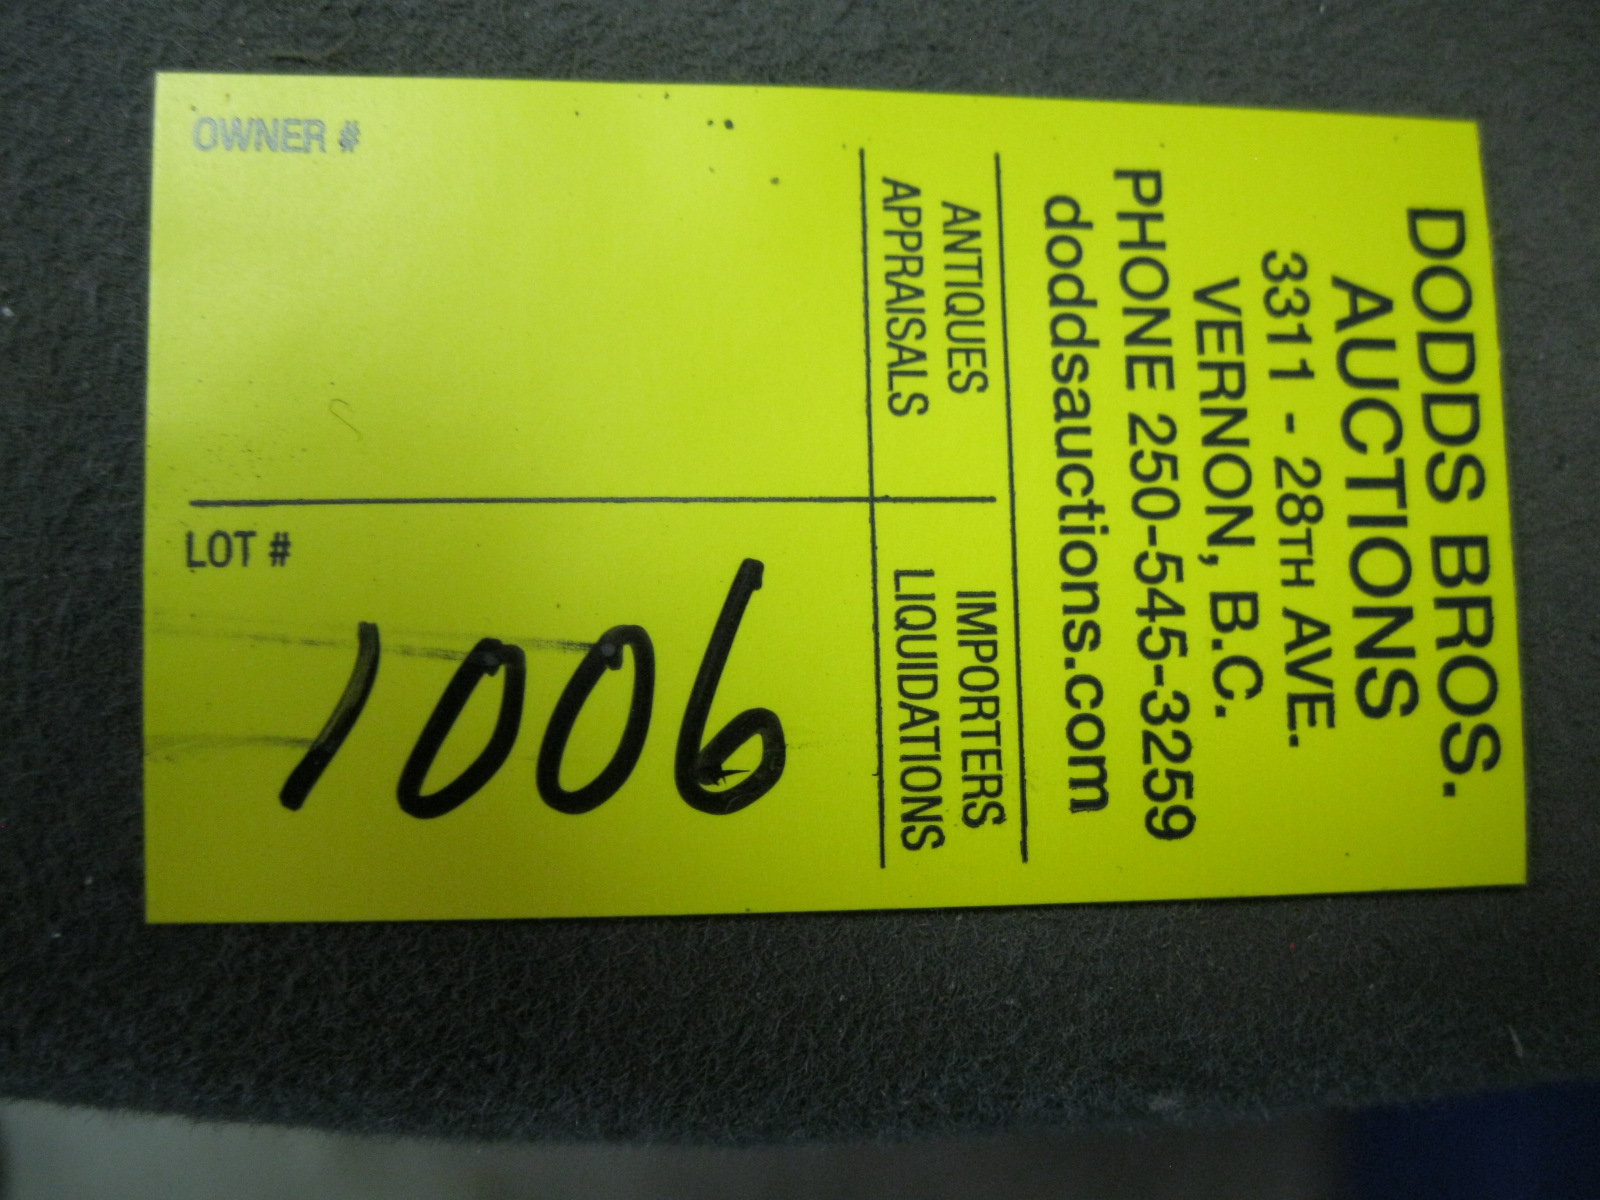 DODDS BROS.
AUCTIONS
3311 - 28TH AVE.
VERNON, B.C.
PHONE 250-545-3259
doddsauctions.com
ANTIQUES
APPRAISALS
IMPORTERS
LIQUIDATIONS
OWNER #
LOT #
1006